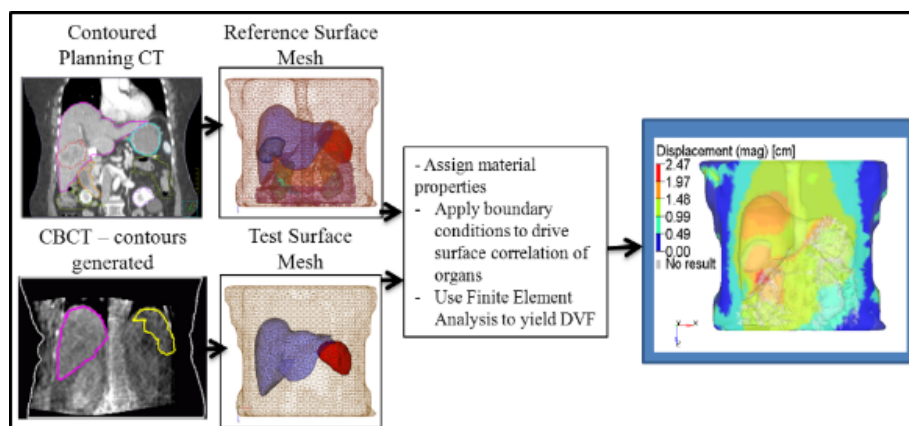 Contoured
Planning CT
Reference Surface
Mesh
CBCT – contours
generated
Test Surface
Mesh
- Assign material
properties
- Apply boundary
conditions to drive
surface correlation of
organs
- Use Finite Element
Analysis to yield DVF
Displacement (mag) [cm]
2.47
1.97
1.48
0.99
0.49
0.00
No result
X